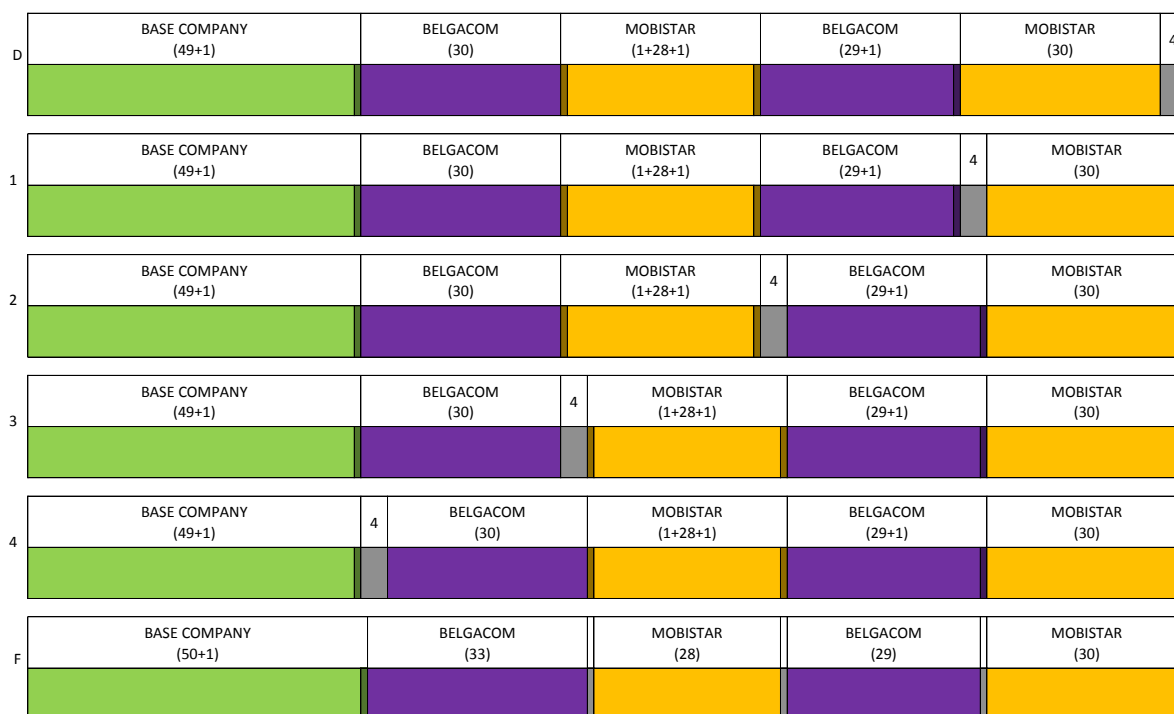 D
BASE COMPANY
(49+1)
BELGACOM
(30)
MOBISTAR
(1+28+1)
BELGACOM
(29+1)
MOBISTAR
(30)
4
1
BASE COMPANY
(49+1)
BELGACOM
(30)
MOBISTAR
(1+28+1)
BELGACOM
(29+1)
4
MOBISTAR
(30)
2
BASE COMPANY
(49+1)
BELGACOM
(30)
MOBISTAR
(1+28+1)
4
BELGACOM
(29+1)
MOBISTAR
(30)
3
BASE COMPANY
(49+1)
BELGACOM
(30)
4
MOBISTAR
(1+28+1)
BELGACOM
(29+1)
MOBISTAR
(30)
4
BASE COMPANY
(49+1)
4
BELGACOM
(30)
MOBISTAR
(1+28+1)
BELGACOM
(29+1)
MOBISTAR
(30)
F
BASE COMPANY
(50+1)
BELGACOM
(33)
MOBISTAR
(28)
BELGACOM
(29)
MOBISTAR
(30)